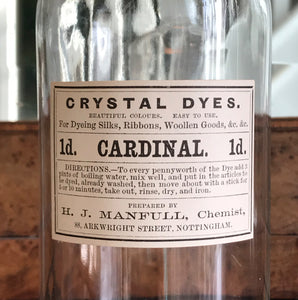 CRYSTAL DYES.
BEAUTIFUL COLOURS. EASY TO USE.
For Dyeing Silks, Ribbons, Woollen Goods, &c. &c.
1d. CARDINAL. 1d.
DIRECTIONS.—To every pennyworth of the Dye add 3
pints of boiling water, mix well, and put in the articles to
be dyed, already washed, then move about with a stick for
5 or 10 minutes, take out, rinse, dry, and iron.
PREPARED BY
H. J. MANFULL, Chemist,
88, ARKWRIGHT STREET, NOTTINGHAM.